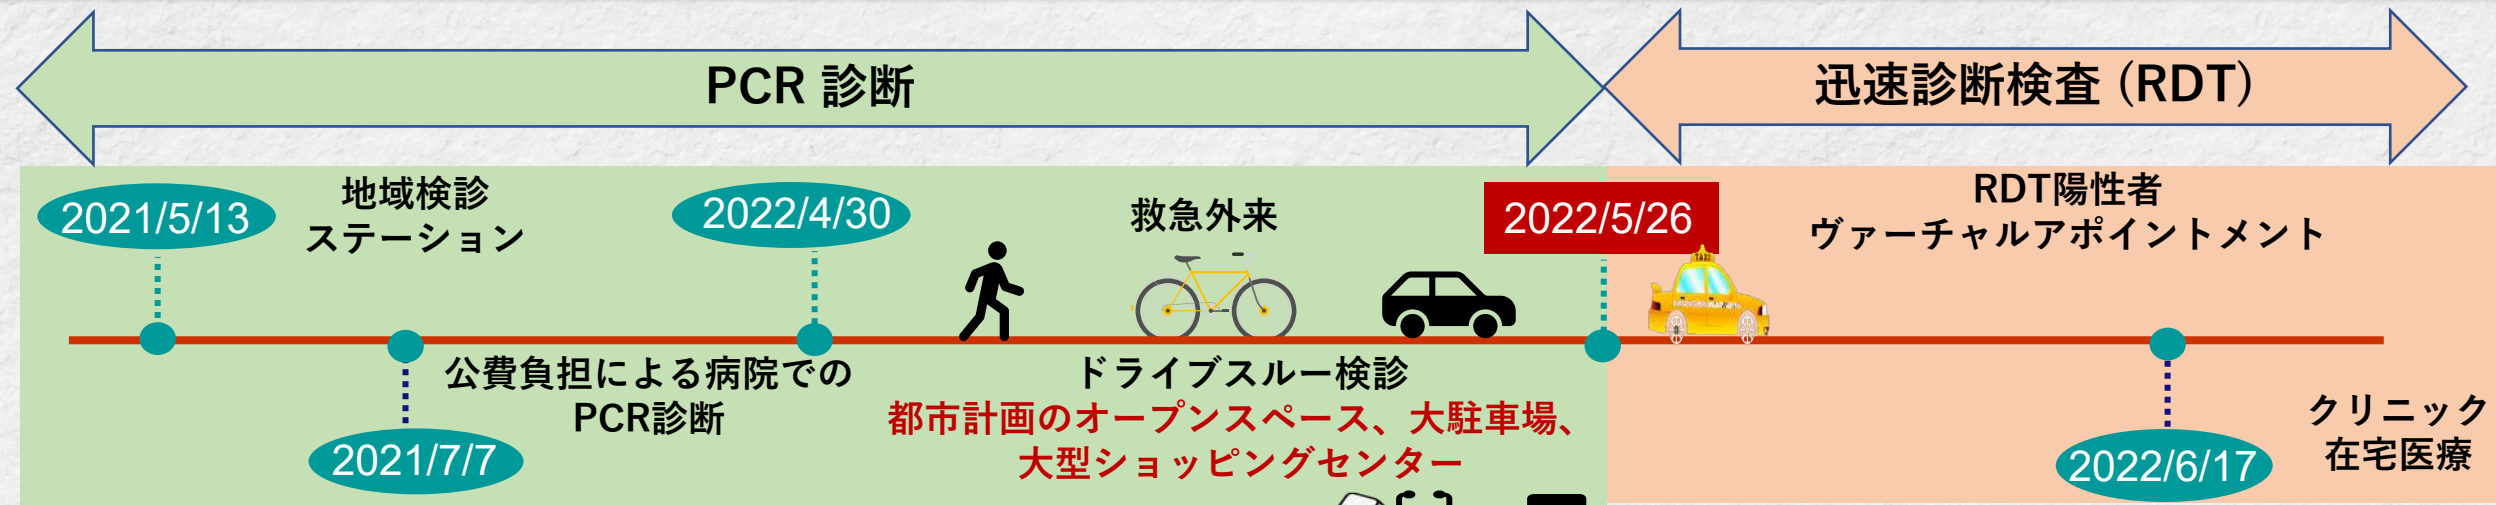 PCR 診断
迅速診断検査 (RDT)
2021/5/13
地域検診
ステーション
2022/4/30
救急外来
2022/5/26
RDT陽性者
ヴァーチャルアポイントメント
TAXI
公費負担による病院での
PCR診断
2021/7/7
ドライブスルー検診
都市計画のオープンスペース、大駐車場、
大型ショッピングセンター
2022/6/17
クリニック
在宅医療